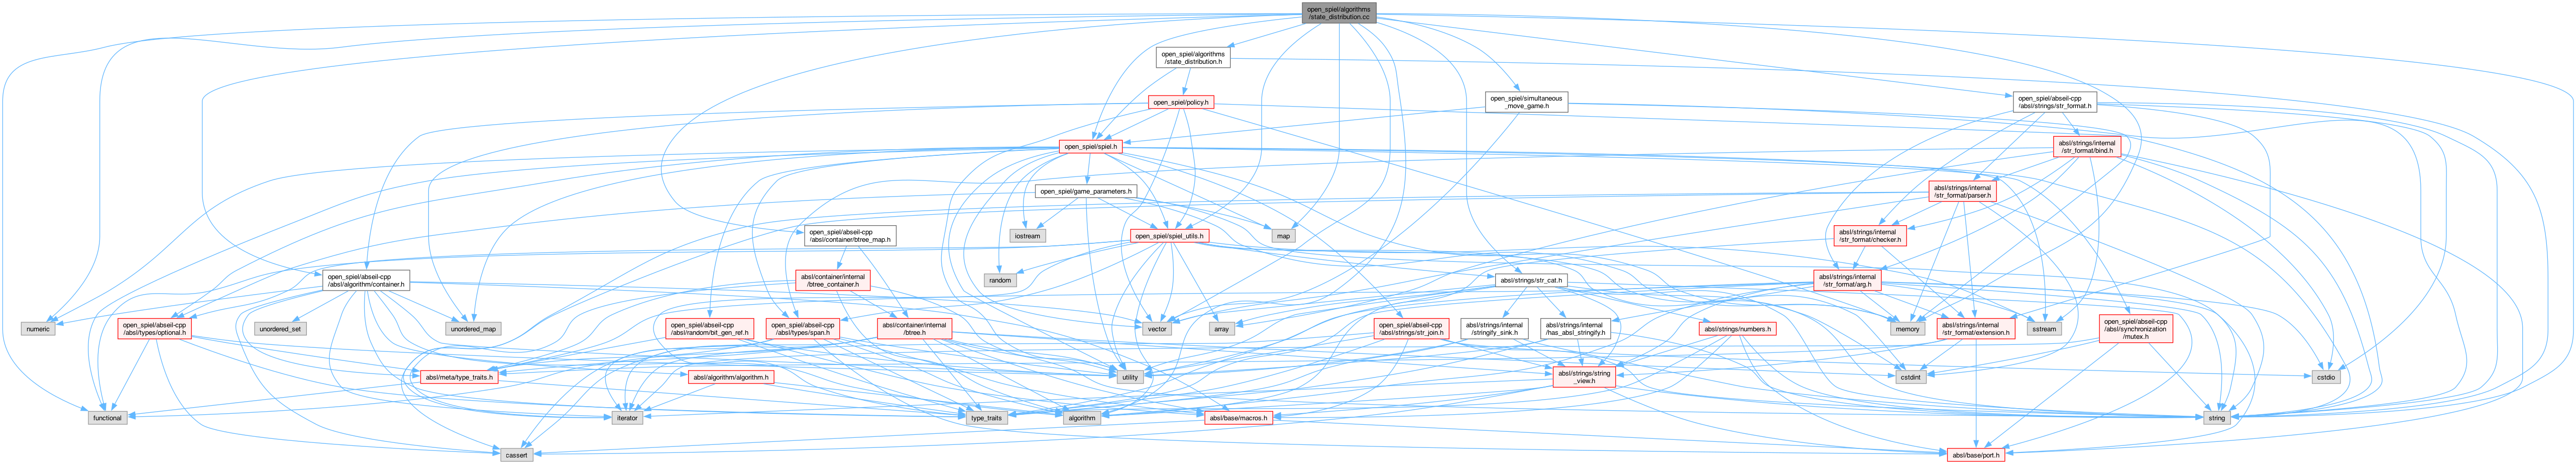 open_spiel/algorithms
/state_distribution.cc
open_spiel/algorithms
/state_distribution.h
open_spiel/policy.h
open_spiel/simultaneous
_move_game.h
open_spiel/abseil-cpp
/absl/strings/str_format.h
open_spiel/spiel.h
absl/strings/internal
/str_format/bind.h
open_spiel/game_parameters.h
absl/strings/internal
/str_format/parser.h
open_spiel/abseil-cpp
/absl/container/btree_map.h
iostream
open_spiel/spiel_utils.h
map
absl/strings/internal
/str_format/checker.h
open_spiel/abseil-cpp
/absl/algorithm/container.h
absl/container/internal
/btree_container.h
random
absl/strings/str_cat.h
absl/strings/internal
/str_format/arg.h
numeric
unordered_set
open_spiel/abseil-cpp
/absl/types/optional.h
unordered_map
open_spiel/abseil-cpp
/absl/random/bit_gen_ref.h
open_spiel/abseil-cpp
/absl/types/span.h
absl/container/internal
/btree.h
vector
array
open_spiel/abseil-cpp
/absl/strings/str_join.h
absl/strings/internal
/stringify_sink.h
absl/strings/internal
/has_absl_stringify.h
absl/strings/numbers.h
memory
absl/strings/internal
/str_format/extension.h
sstream
open_spiel/abseil-cpp
/absl/synchronization
/mutex.h
absl/meta/type_traits.h
absl/algorithm/algorithm.h
utility
absl/strings/string
_view.h
cstdint
cstdio
functional
iterator
type_traits
algorithm
absl/base/macros.h
string
cassert
absl/base/port.h